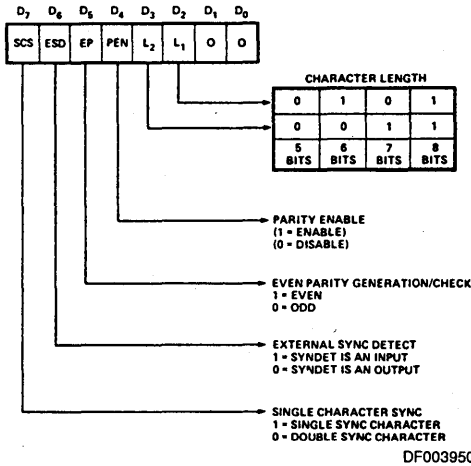 D7 D6 D5 D4 D3 D2 D1 D0
SCS ESD EP PEN L2 L1 0 0
CHARACTER LENGTH
0 1 0 1
0 0 1 1
5 6 7 8
BITS BITS BITS BITS
PARITY ENABLE
(1 = ENABLE)
(0 = DISABLE)
EVEN PARITY GENERATION/CHECK
1 = EVEN
0 = ODD
EXTERNAL SYNC DETECT
1 = SYNDET IS AN INPUT
0 = SYNDET IS AN OUTPUT
SINGLE CHARACTER SYNC
1 = SINGLE SYNC CHARACTER
0 = DOUBLE SYNC CHARACTER
DF003950